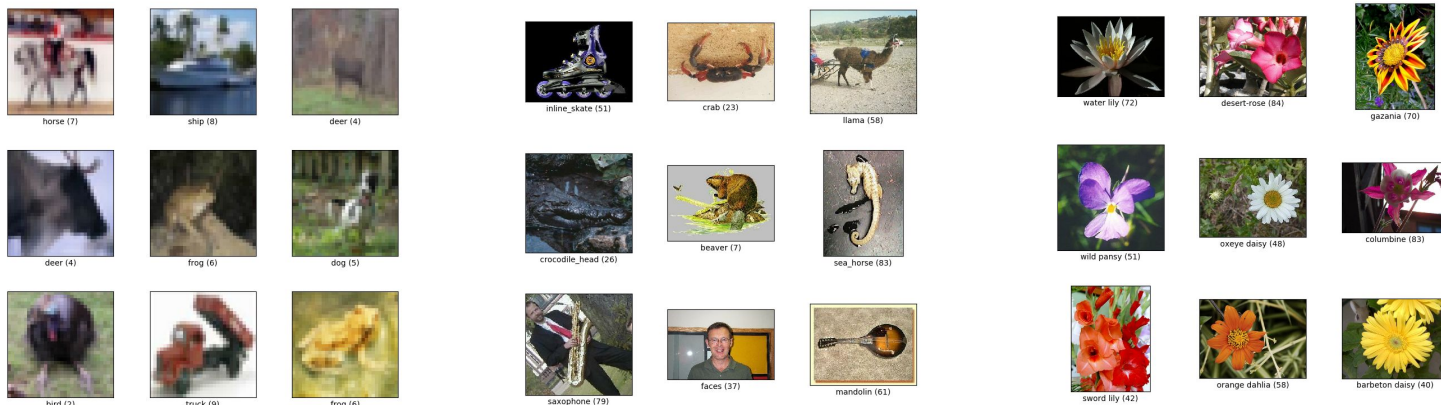 horse (7)
ship (8)
deer (4)
inline_skate (51)
crab (23)
llama (58)
water lily (72)
desert-rose (84)
gazania (70)
deer (4)
frog (6)
dog (5)
crocodile_head (26)
beaver (7)
sea_horse (83)
wild pansy (51)
oxeye daisy (48)
columbine (83)
bird (2)
truck (9)
frog (6)
saxophone (79)
faces (37)
mandolin (61)
sword lily (42)
orange dahlia (58)
barbeton daisy (40)